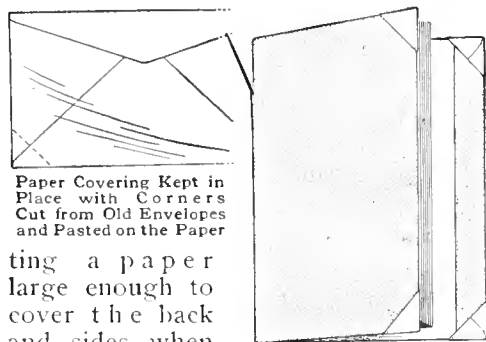 Paper Covering Kept in
Place with Corners
Cut from Old Envelopes
and Pasted on the Paper
ting a paper
large enough to
cover the back
and sides when